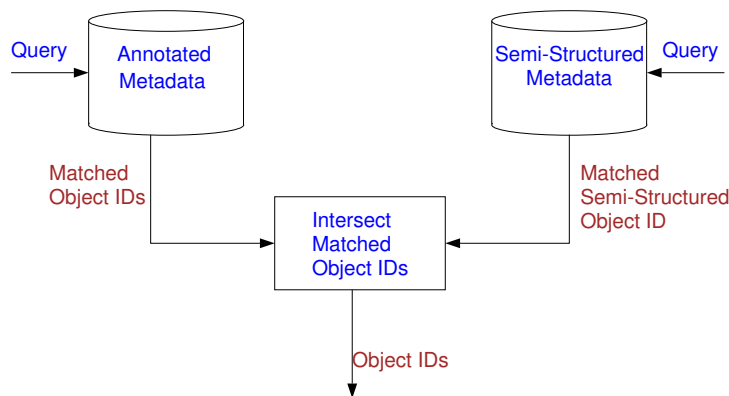 Query
Annotated
Metadata
Semi-Structured
Metadata
Query
Matched
Object IDs
Matched
Semi-Structured
Object ID
Intersect
Matched
Object IDs
Object IDs